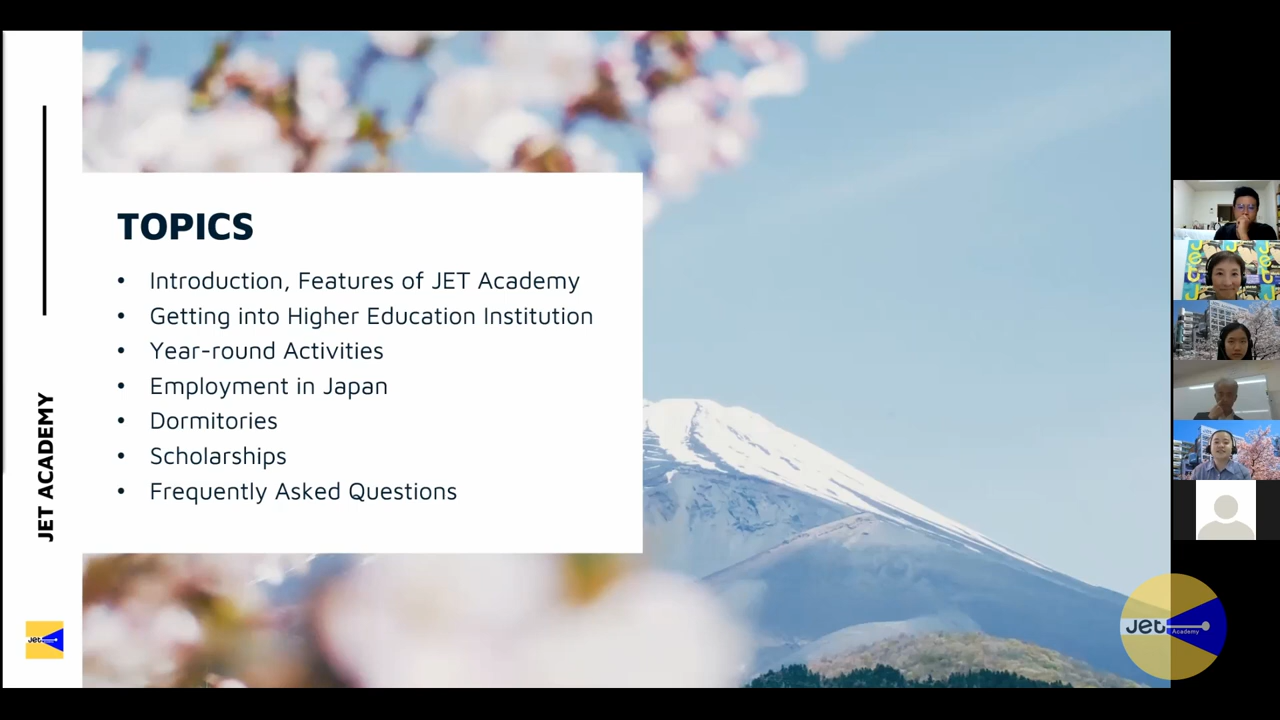 TOPICS
• Introduction, Features of JET Academy
• Getting into Higher Education Institution
• Year-round Activities
• Employment in Japan
• Dormitories
• Scholarships
• Frequently Asked Questions
JET ACADEMY
Jet
Jet Academy